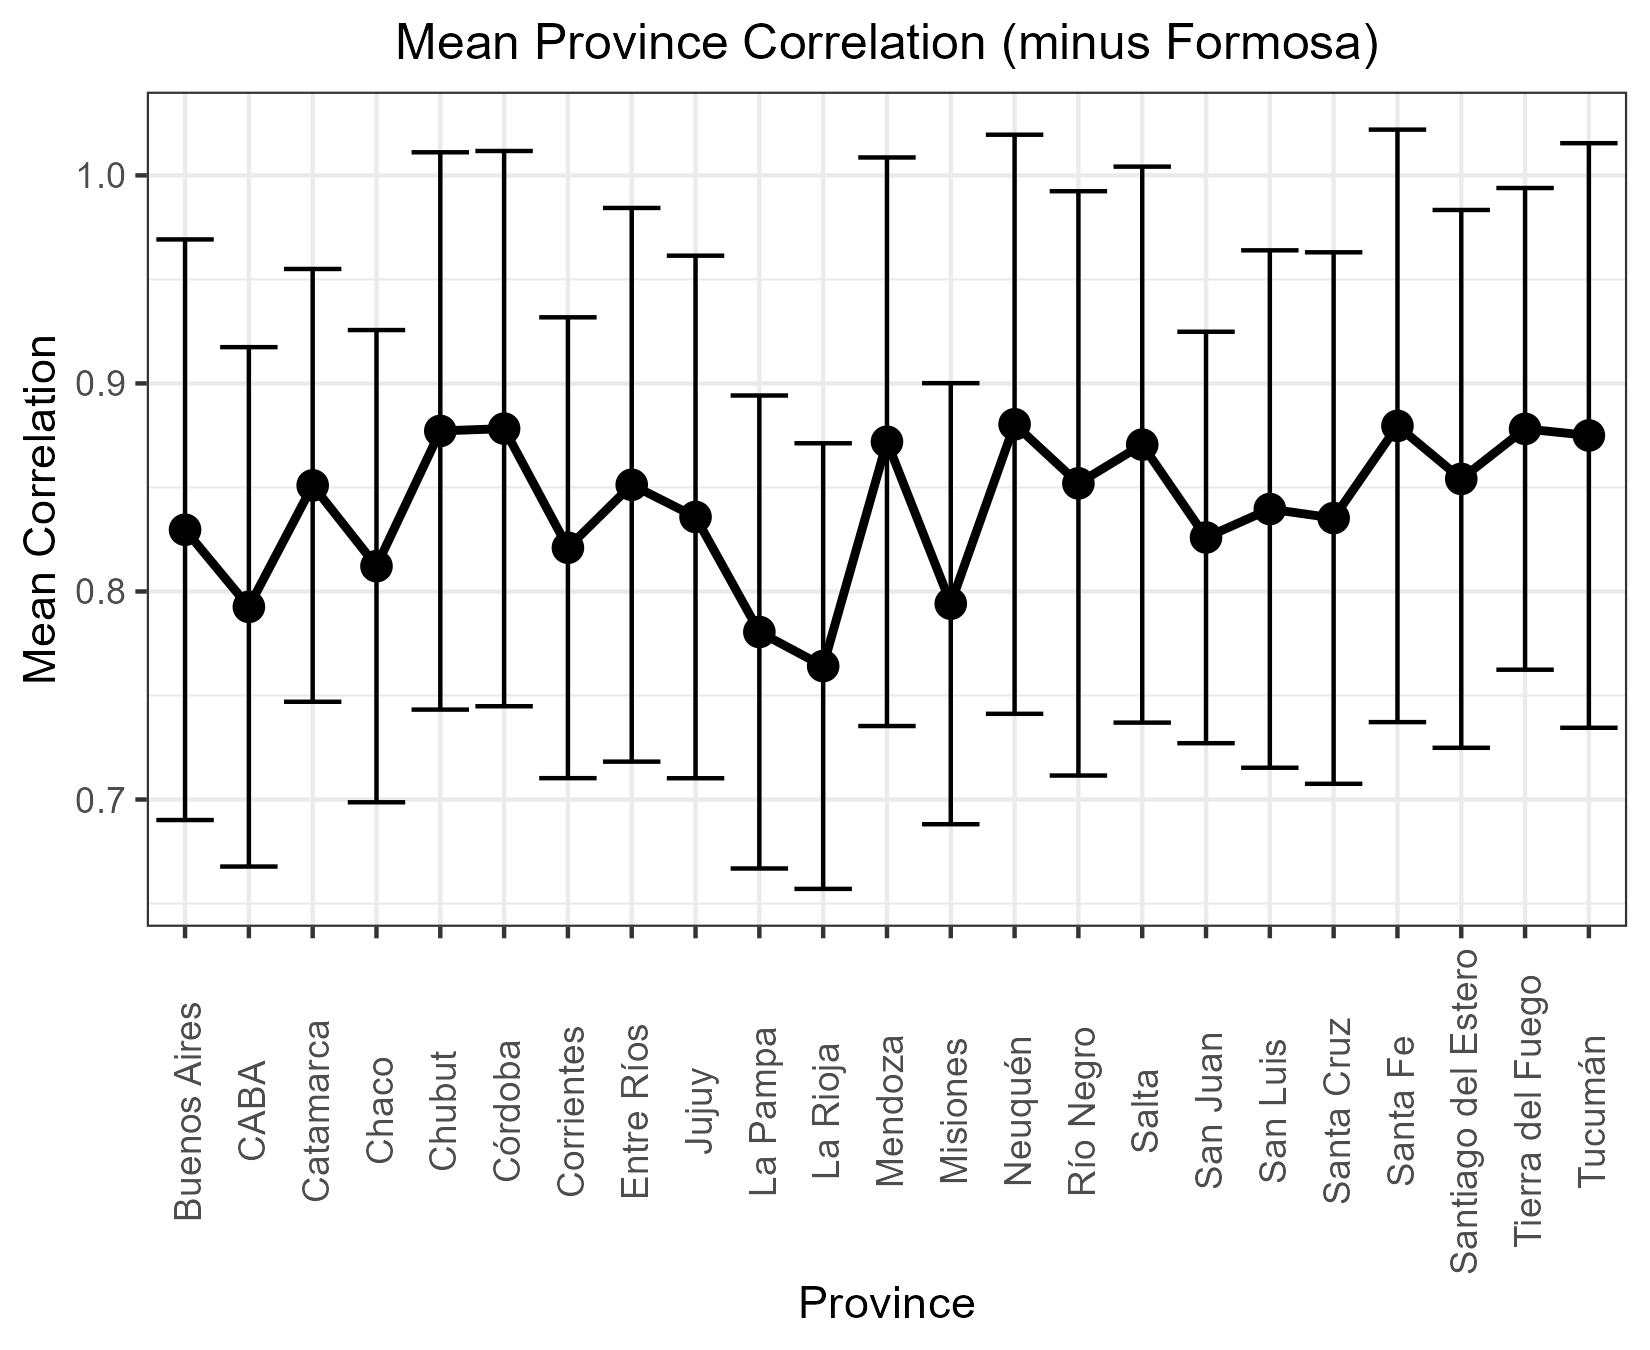 Mean Province Correlation (minus Formosa)
Mean Correlation
1.0
0.9
0.8
0.7
Buenos Aires
CABA
Catamarca
Chaco
Chubut
Córdoba
Corrientes
Entre Ríos
Jujuy
La Pampa
La Rioja
Mendoza
Misiones
Neuquén
Río Negro
Salta
San Juan
San Luis
Santa Cruz
Santa Fe
Santiago del Estero
Tierra del Fuego
Tucumán
Province